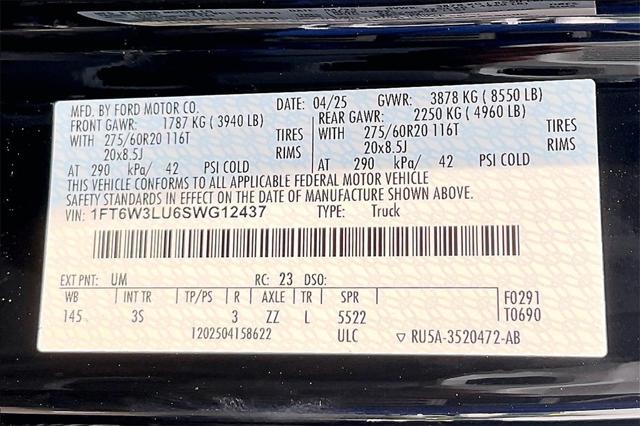 MFD. BY FORD MOTOR CO.
DATE: 04/25 GVWR: 3878 KG ( 8550 LB)
FRONT GAWR: 1787 KG ( 3940 LB)
REAR GAWR: 2250 KG ( 4960 LB)
WITH 275/60R20 116T TIRES 275/60R20 116T TIRES
20x8.5J RIMS 20x8.5J RIMS
AT 290 kPa/ 42 PSI COLD AT 290 kPa/ 42 PSI COLD
THIS VEHICLE CONFORMS TO ALL APPLICABLE FEDERAL MOTOR VEHICLE
SAFETY STANDARDS IN EFFECT ON THE DATE OF MANUFACTURE SHOWN ABOVE.
VIN: 1FT6W3LU6SWG12437 TYPE: Truck
EXT PNT: UM RC: 23 DSO:
WB INT TR TP/PS R AXLE TR SPR F0291
145 3S 3 ZZ L 5522 T0690
1202504158622 ULC ▽ RU5A-3520472-AB